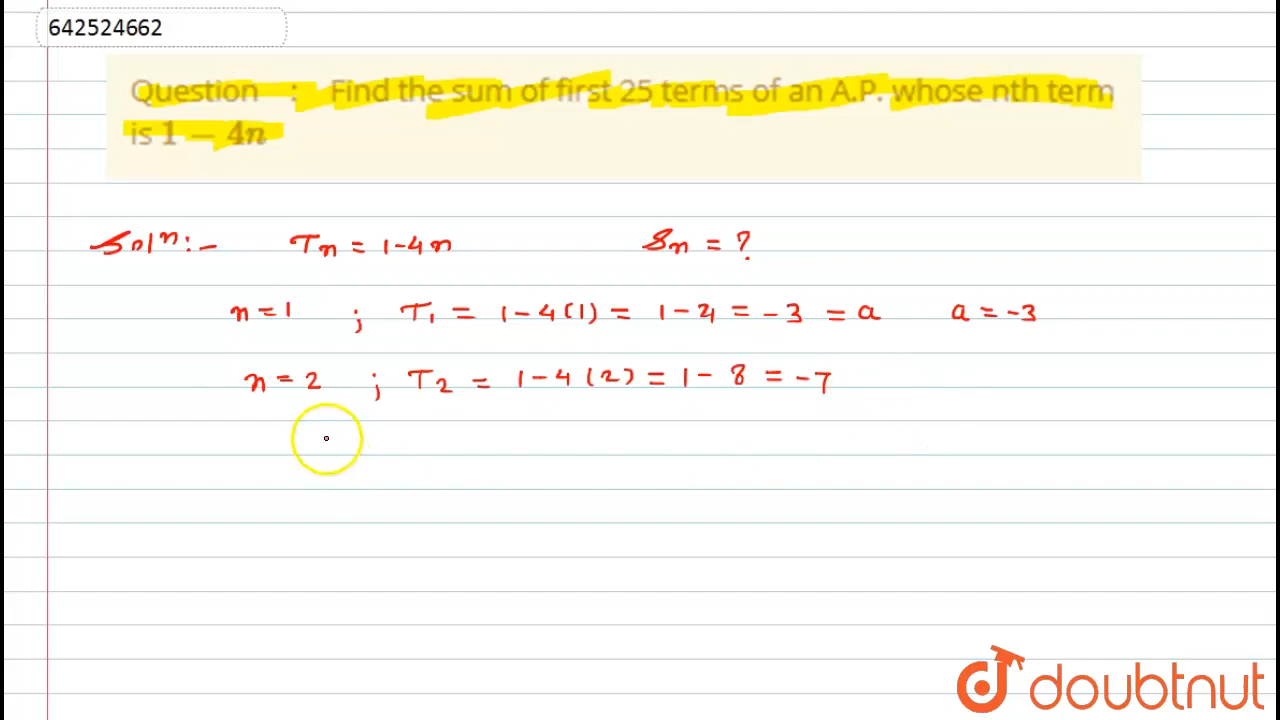 642524662
Question : Find the sum of first 25 terms of an A.P. whose nth term
is 1 − 4n
Solⁿ:- Tn = 1-4n Sn = ?
n=1 ; T1 = 1-4(1) = 1-4 = -3 = a a = -3
n=2 ; T2 = 1-4(2) = 1-8 = -7
doubtnut